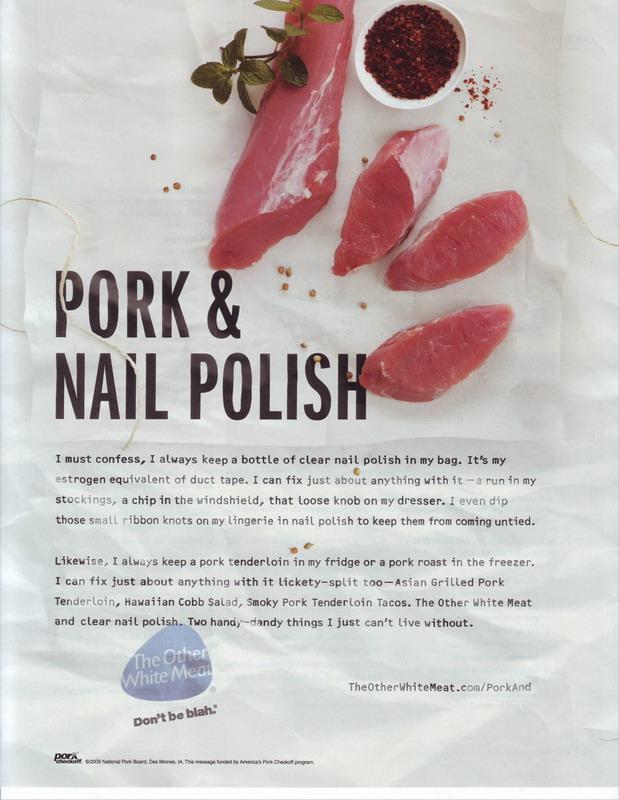 PORK &
NAIL POLISH
I must confess, I always keep a bottle of clear nail polish in my bag. It's my
estrogen equivalent of duct tape. I can fix just about anything with it—a run in my
stockings, a chip in the windshield, that loose knob on my dresser. I even dip
those small ribbon knots on my lingerie in nail polish to keep them from coming untied.
Likewise, I always keep a pork tenderloin in my fridge or a pork roast in the freezer.
I can fix just about anything with it lickety-split too—Asian Grilled Pork
Tenderloin, Hawaiian Cobb Salad, Smoky Pork Tenderloin Tacos. The Other White Meat
and clear nail polish. Two handy-dandy things I just can't live without.
The Other
White Meat®
Don't be blah.®
TheOtherWhiteMeat.com/PorkAnd
pork
checkoff. ©2008 National Pork Board, Des Moines, IA. This message funded by America's Pork Checkoff program.